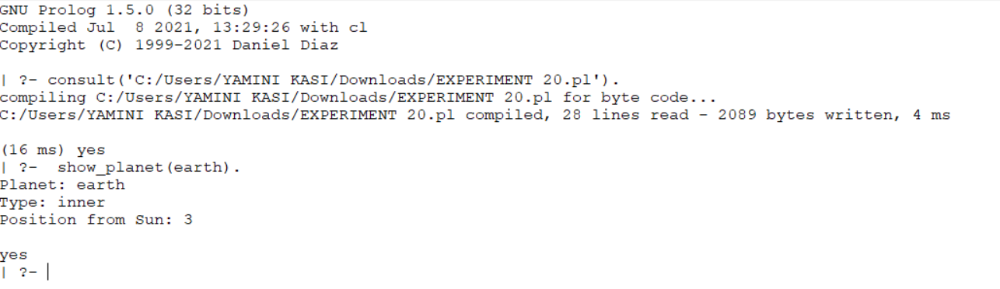 GNU Prolog 1.5.0 (32 bits)
Compiled Jul  8 2021, 13:29:26 with cl
Copyright (C) 1999-2021 Daniel Diaz
| ?- consult('C:/Users/YAMINI KASI/Downloads/EXPERIMENT 20.pl').
compiling C:/Users/YAMINI KASI/Downloads/EXPERIMENT 20.pl for byte code...
C:/Users/YAMINI KASI/Downloads/EXPERIMENT 20.pl compiled, 28 lines read - 2089 bytes written, 4 ms
(16 ms) yes
| ?-  show_planet(earth).
Planet: earth
Type: inner
Position from Sun: 3
yes
| ?-